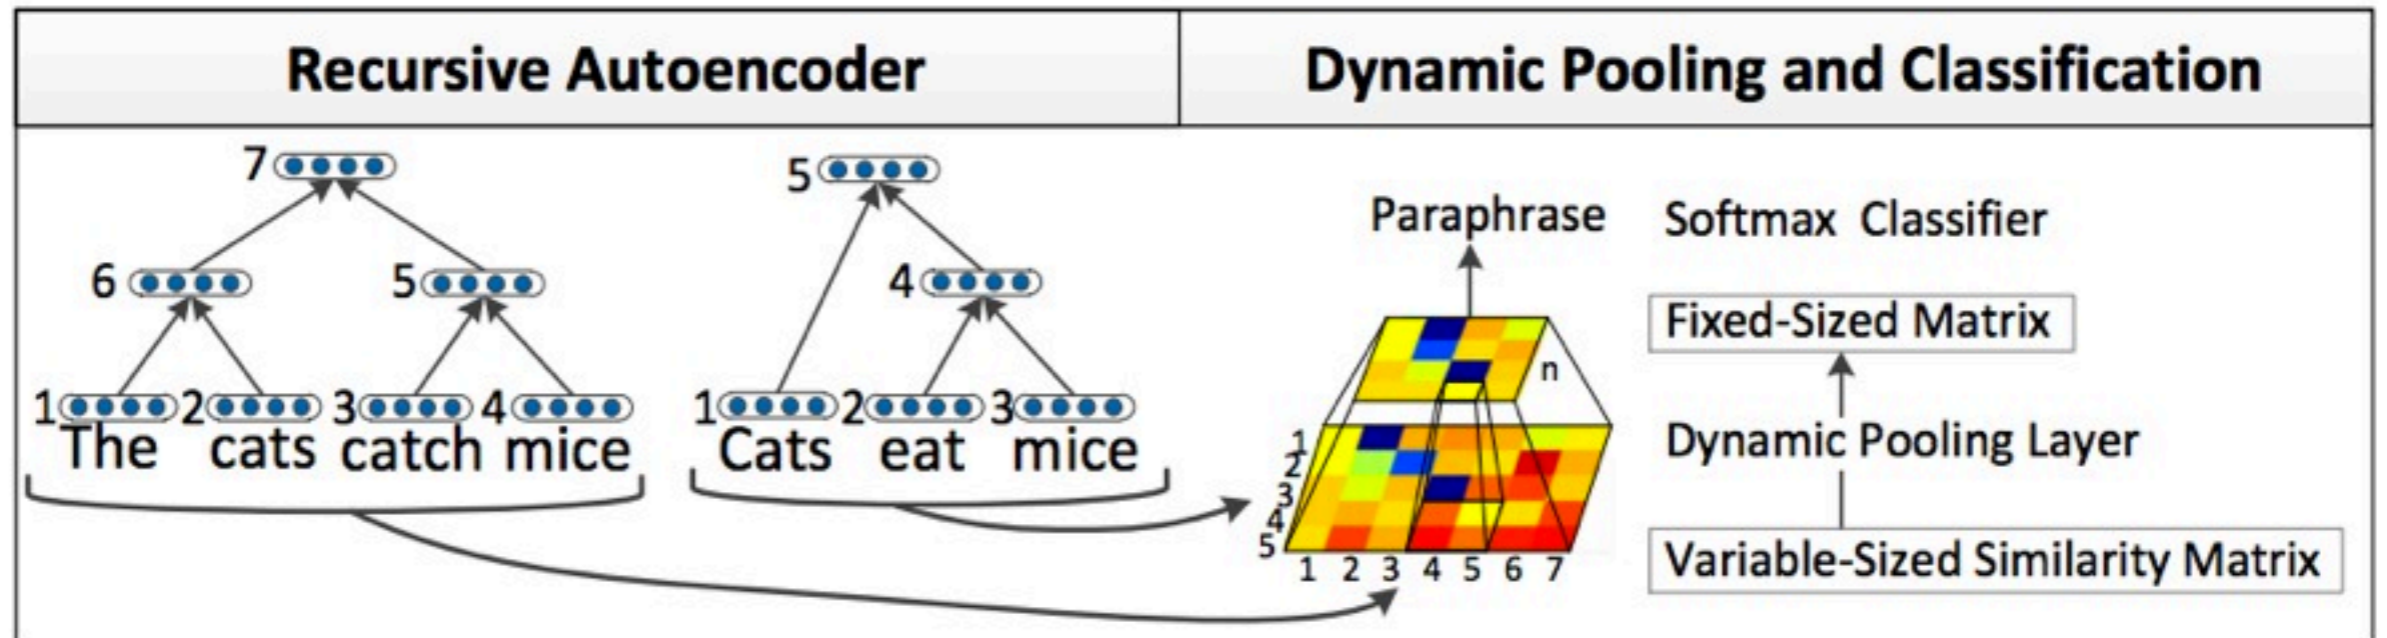 Recursive Autoencoder
Dynamic Pooling and Classification
7
6
5
1 2 3 4
The cats catch mice
5
4
1 2 3
Cats eat mice
Paraphrase
n
1
2
3
4
5
1 2 3 4 5 6 7
Softmax Classifier
Fixed-Sized Matrix
Dynamic Pooling Layer
Variable-Sized Similarity Matrix